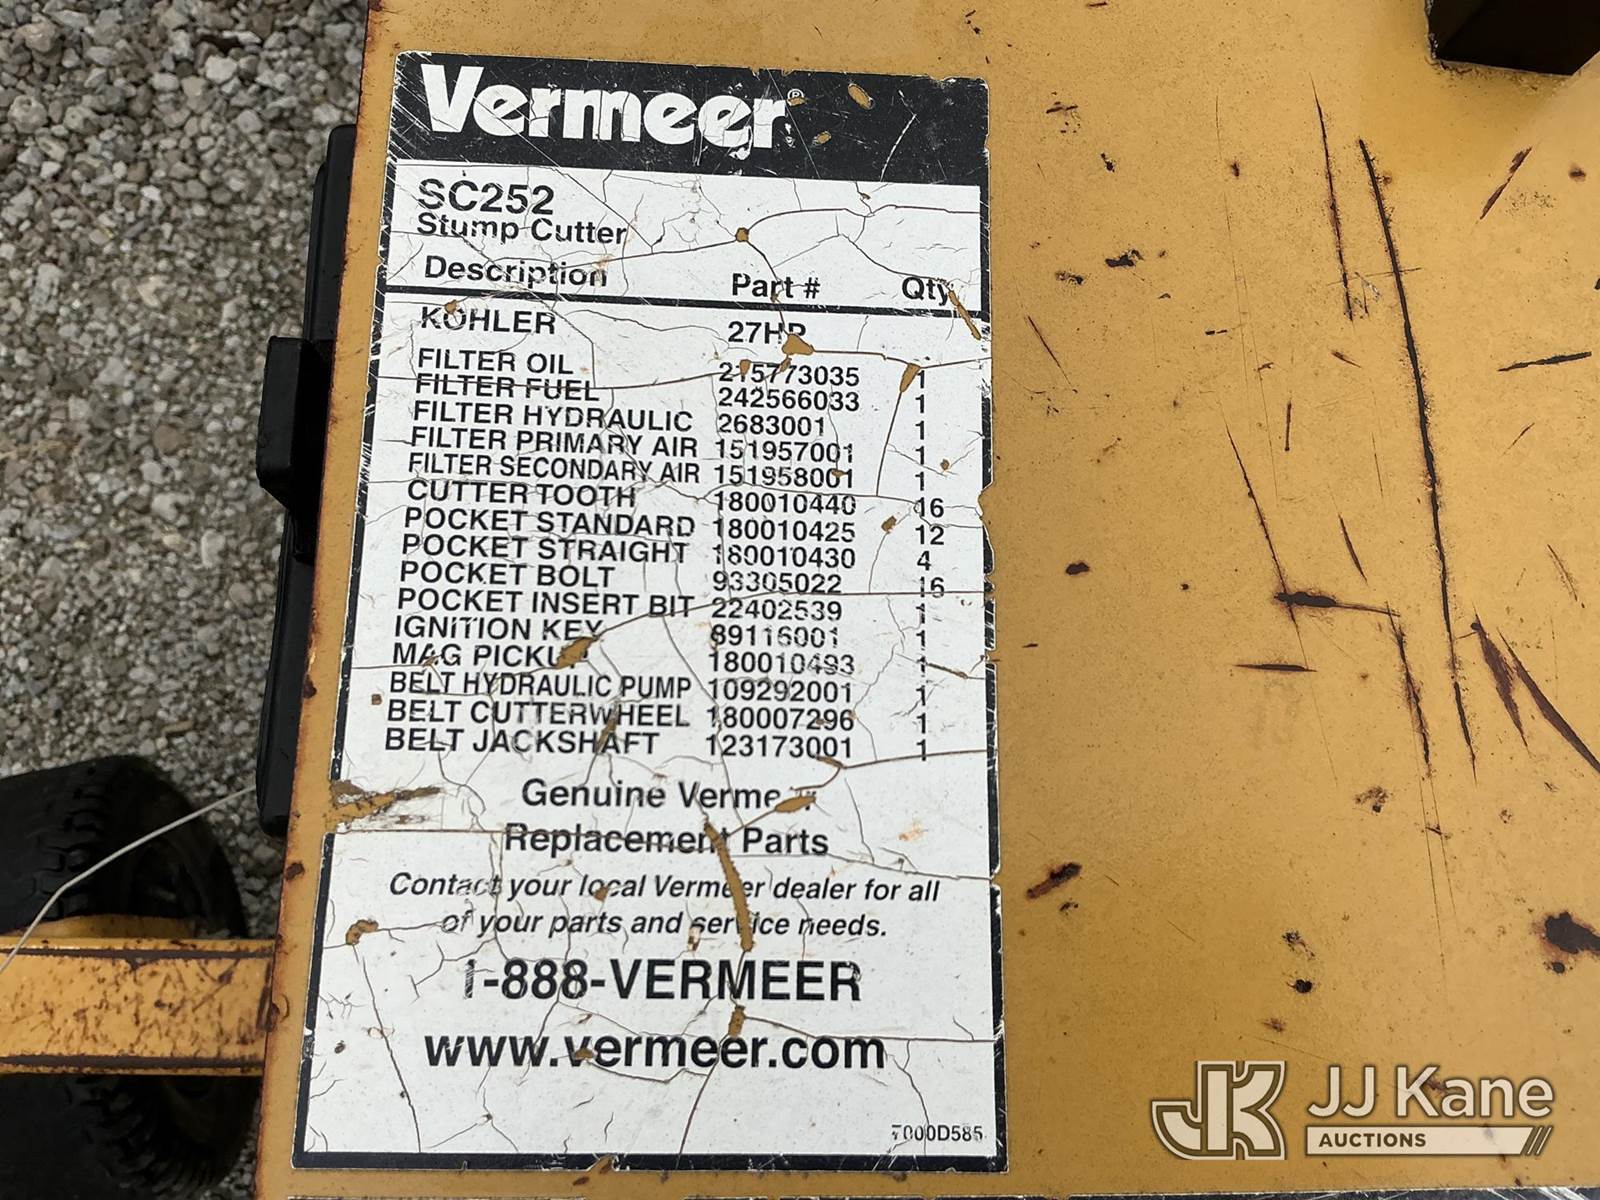 Vermeer®
SC252
Stump Cutter
Description Part # Qty
KOHLER 27HP
FILTER OIL 215773035 1
FILTER FUEL 242566033 1
FILTER HYDRAULIC 2683001 1
FILTER PRIMARY AIR 151957001 1
FILTER SECONDARY AIR 151958001 1
CUTTER TOOTH 180010440 16
POCKET STANDARD 180010425 12
POCKET STRAIGHT 180010430 4
POCKET BOLT 93305022 16
POCKET INSERT BIT 22402539 1
IGNITION KEY 89116001 1
MAG PICKUP 180010493 1
BELT HYDRAULIC PUMP 109292001 1
BELT CUTTERWHEEL 180007296 1
BELT JACKSHAFT 123173001 1
Genuine Vermeer
Replacement Parts
Contact your local Vermeer dealer for all
of your parts and service needs.
1-888-VERMEER
www.vermeer.com
7000D585
JK JJ Kane
AUCTIONS